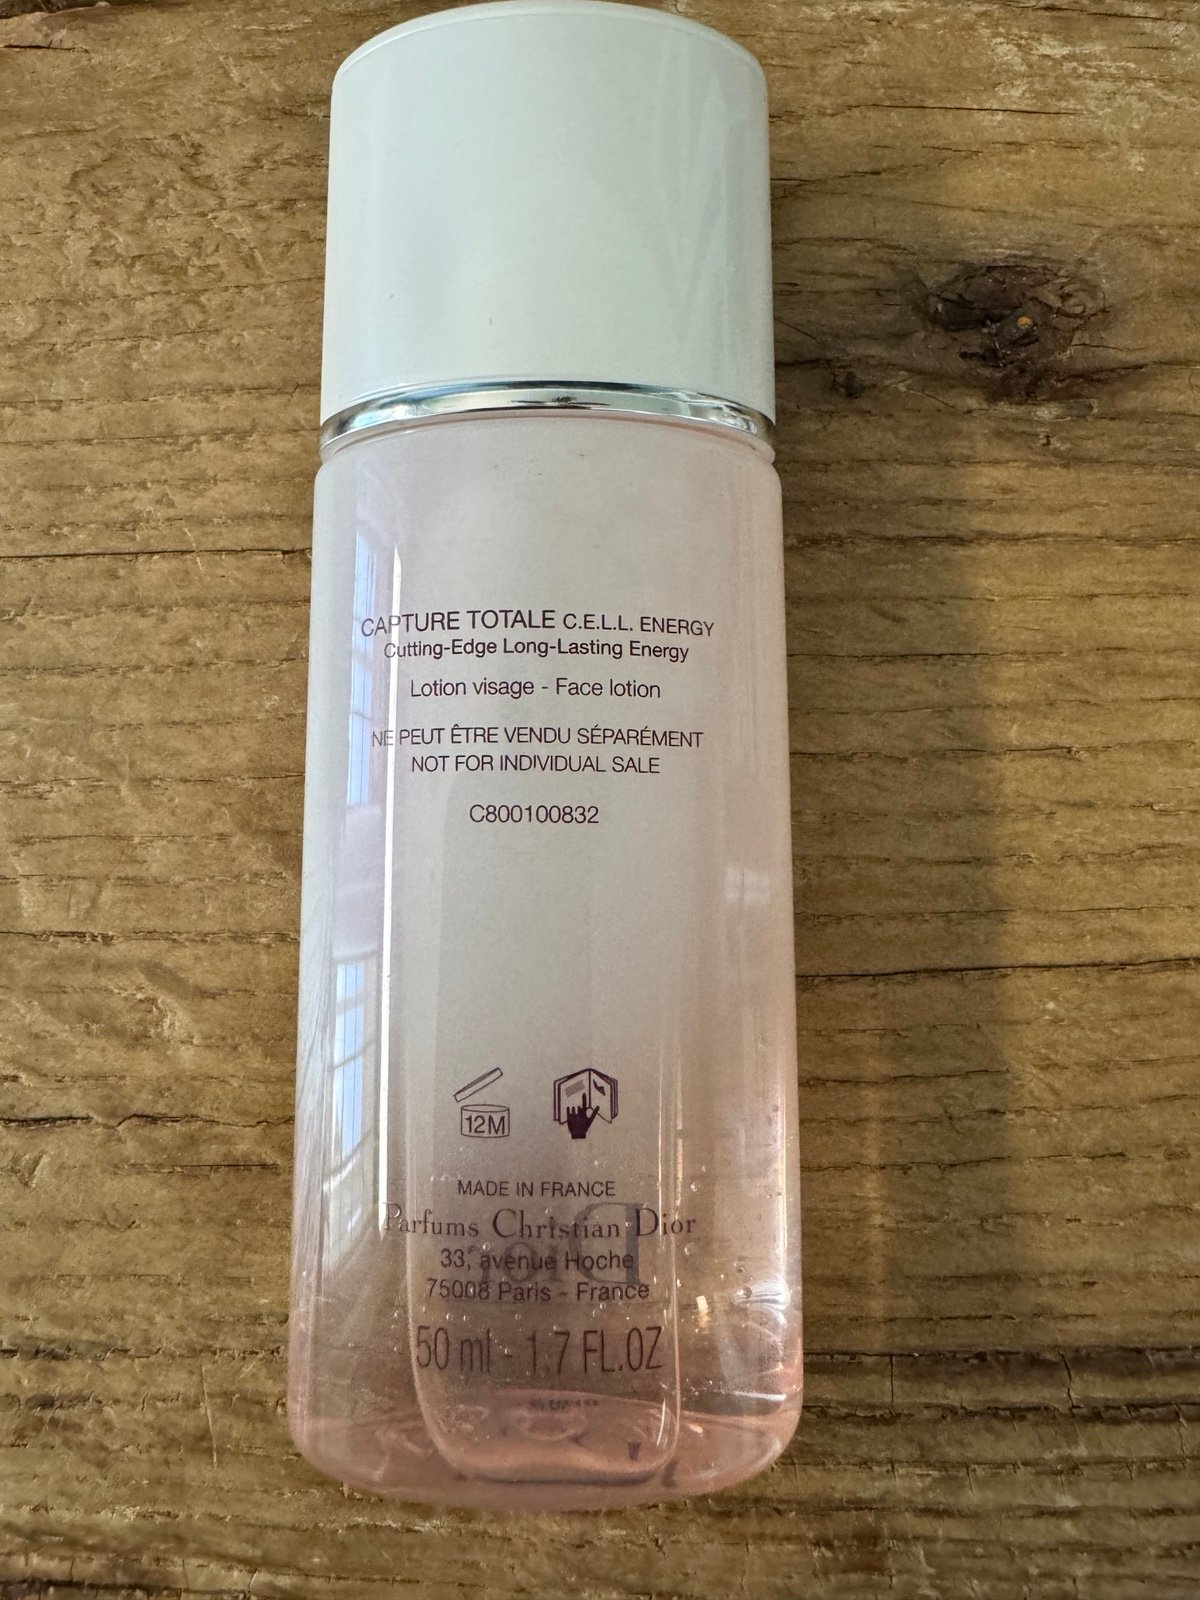 CAPTURE TOTALE C.E.L.L. ENERGY
Cutting-Edge Long-Lasting Energy
Lotion visage - Face lotion
NE PEUT ÊTRE VENDU SÉPARÉMENT
NOT FOR INDIVIDUAL SALE
C800100832
12M
MADE IN FRANCE
Parfums Christian Dior
Dior
33, avenue Hoche
75008 Paris - France
50 ml - 1.7 FL.OZ